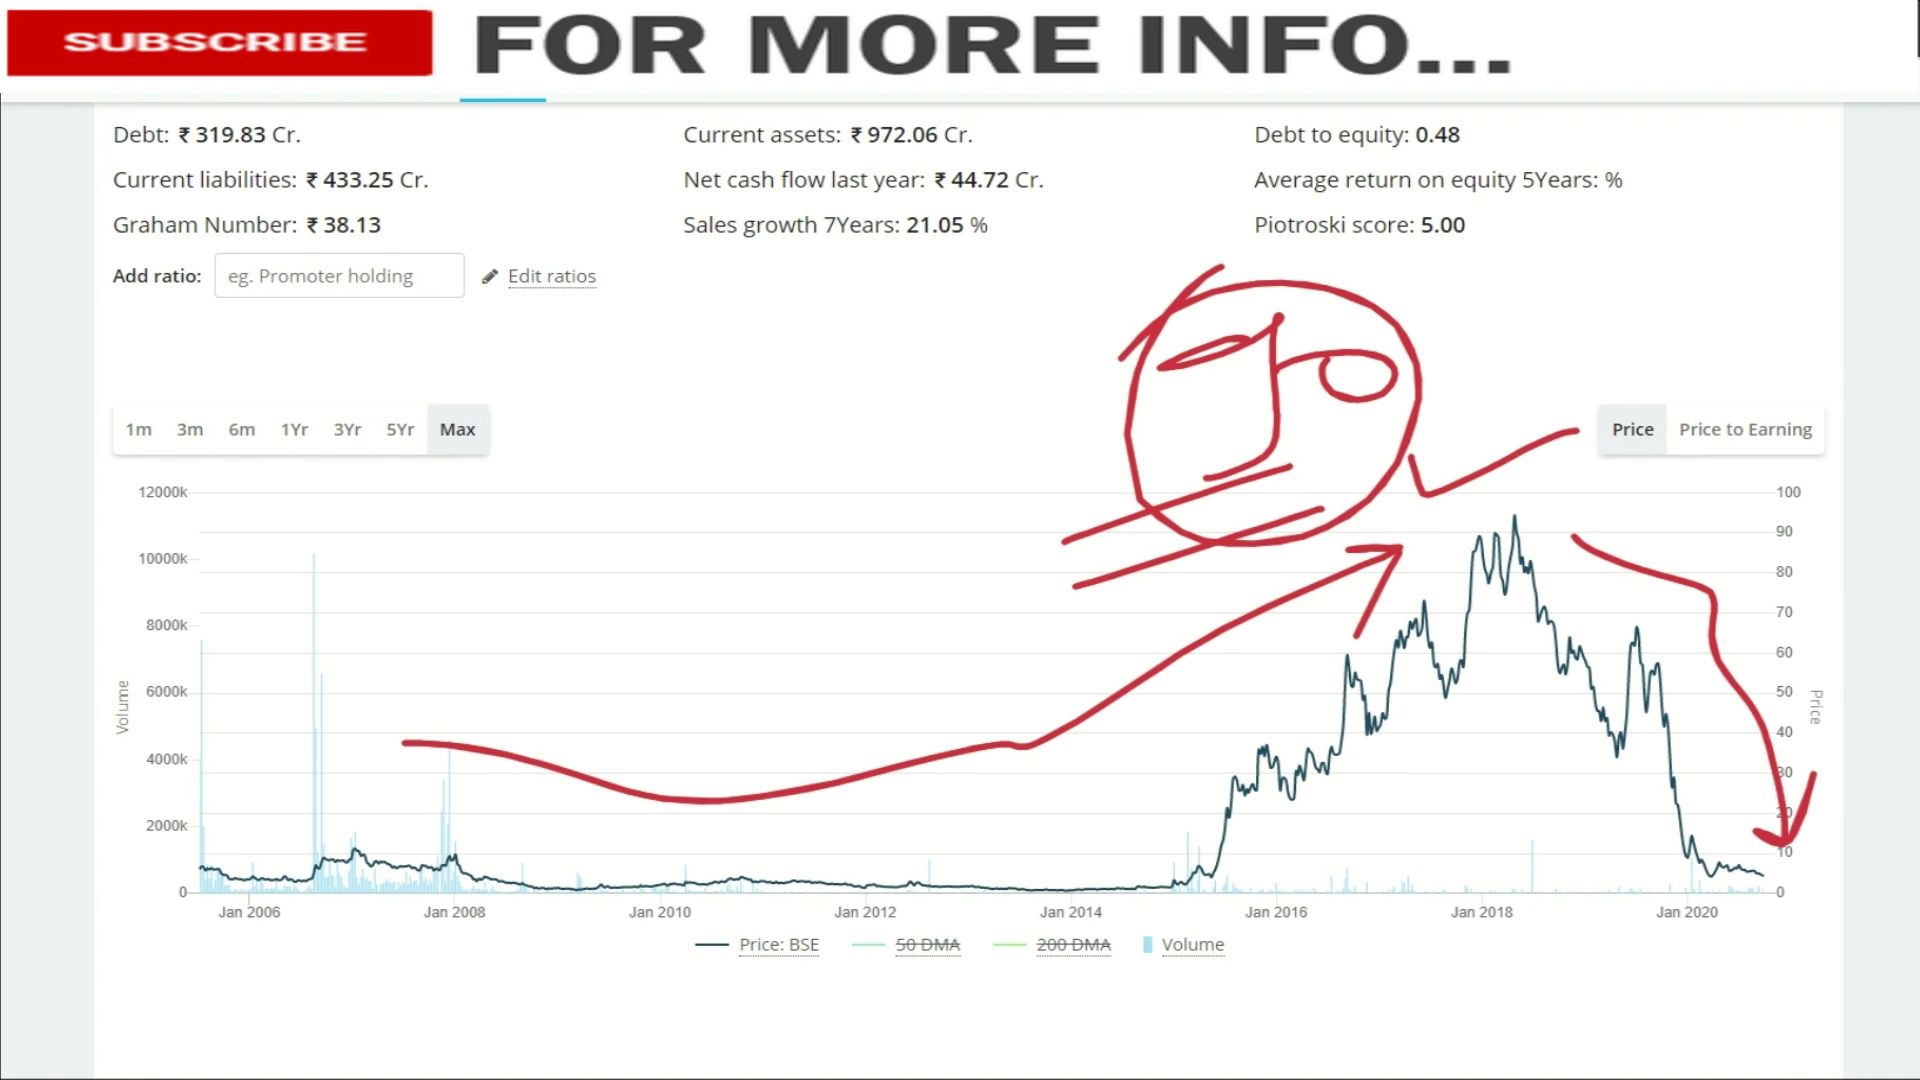 SUBSCRIBE FOR MORE INFO...
Debt: ₹ 319.83 Cr. Current assets: ₹ 972.06 Cr. Debt to equity: 0.48
Current liabilities: ₹ 433.25 Cr. Net cash flow last year: ₹ 44.72 Cr. Average return on equity 5Years: %
Graham Number: ₹ 38.13 Sales growth 7Years: 21.05 % Piotroski score: 5.00
Add ratio: eg. Promoter holding Edit ratios
1m 3m 6m 1Yr 3Yr 5Yr Max Price Price to Earning
12000k 100
90
10000k
80
8000k 70
60
6000k 50
Volume Price
40
4000k 30
2000k 20
10
0 0
Jan 2006 Jan 2008 Jan 2010 Jan 2012 Jan 2014 Jan 2016 Jan 2018 Jan 2020
Price: BSE 50 DMA 200 DMA Volume